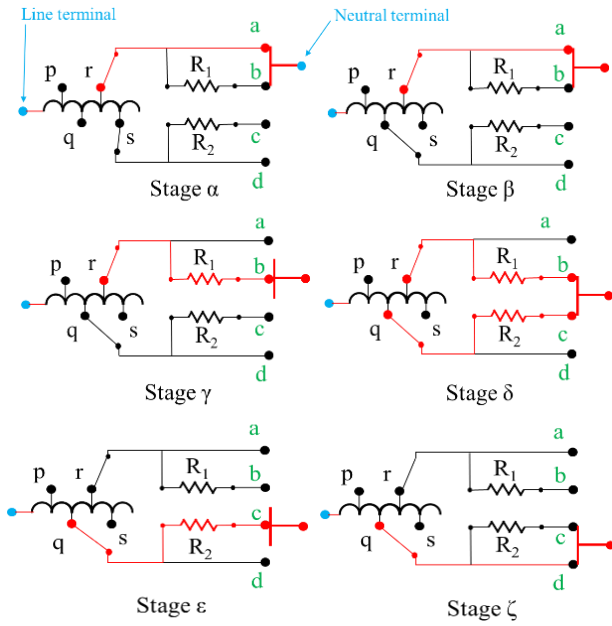 Line terminal
Neutral terminal
a
p
r
R1
b
q
s
R2
c
d
Stage α
a
p
r
R1
b
q
s
R2
c
d
Stage β
a
p
r
R1
b
q
s
R2
c
d
Stage γ
a
p
r
R1
b
q
s
R2
c
d
Stage δ
a
p
r
R1
b
q
s
R2
c
d
Stage ε
a
p
r
R1
b
q
s
R2
c
d
Stage ζ